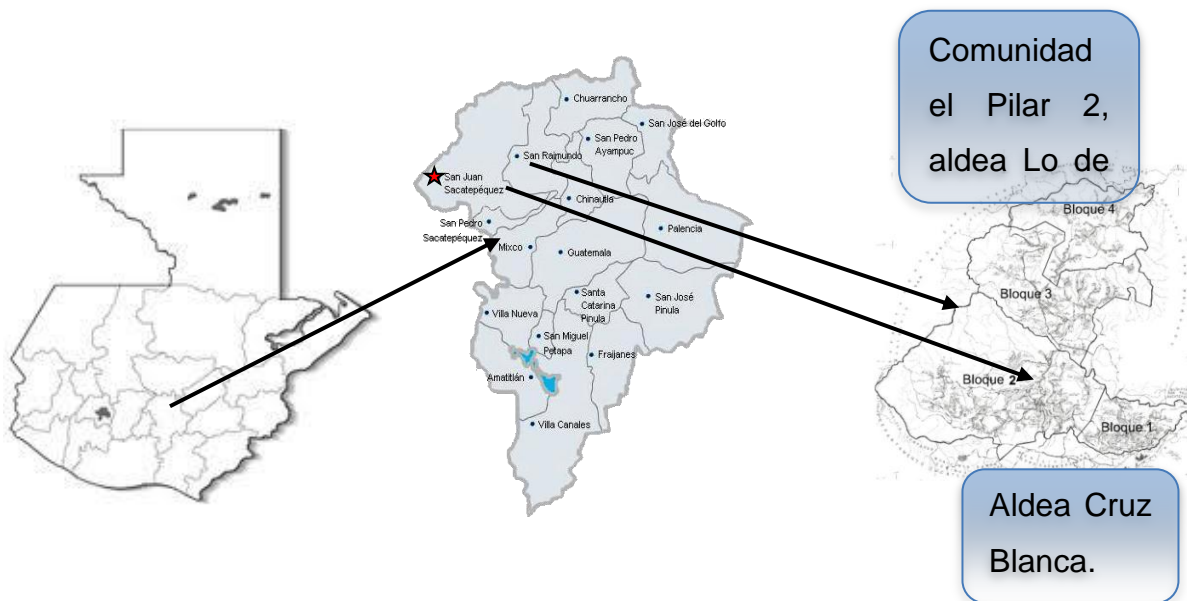 Comunidad
el Pilar 2,
aldea Lo de
Chuarrancho
San José del Golfo
San Pedro
Ayampuc
San Raimundo
San Juan
Sacatepéquez
Chinautla
San Pedro
Sacatepéquez
Palencia
Mixco
Guatemala
Santa
Catarina
Pinula
San José
Pinula
Villa Nueva
San Miguel
Petapa
Fraijanes
Amatitlán
Villa Canales
Bloque 4
Bloque 3
Bloque 2
Bloque 1
Aldea Cruz
Blanca.